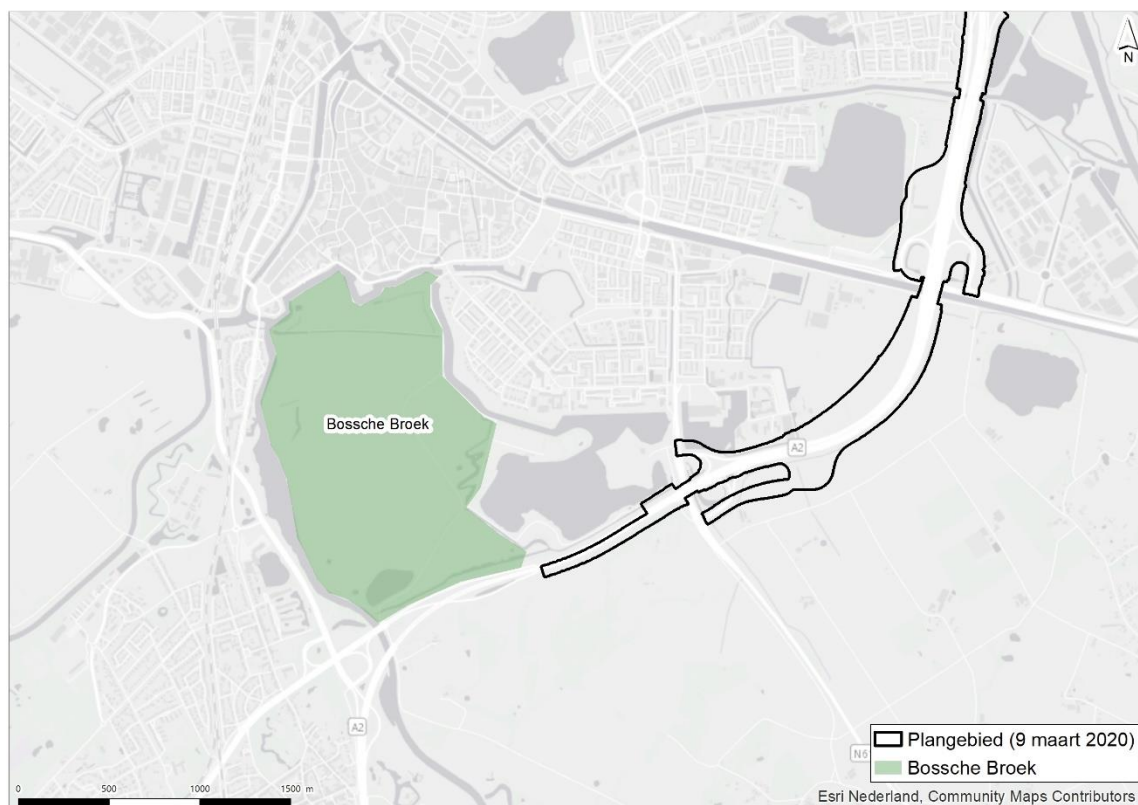 N
Bossche Broek
A2
A2
N6
Plangebied (9 maart 2020)
Bossche Broek
0 500 1000 1500 m
Esri Nederland, Community Maps Contributors